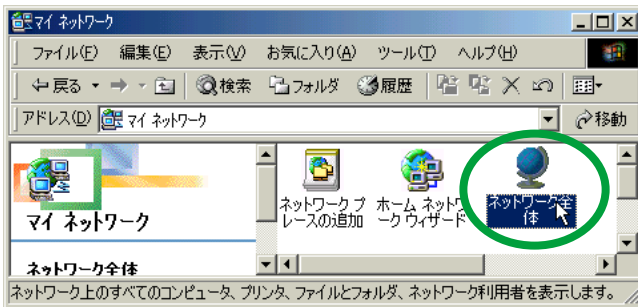 マイ ネットワーク
ファイル(F) 編集(E) 表示(V) お気に入り(A) ツール(T) ヘルプ(H)
戻る 検索 フォルダ 履歴
アドレス(D) マイ ネットワーク 移動
マイ ネットワーク
ネットワーク全体
ネットワーク プ
レースの追加
ホーム ネットワ
ーク ウィザード
ネットワーク全
体
ネットワーク上のすべてのコンピュータ、プリンタ、ファイルとフォルダ、ネットワーク利用者を表示します。